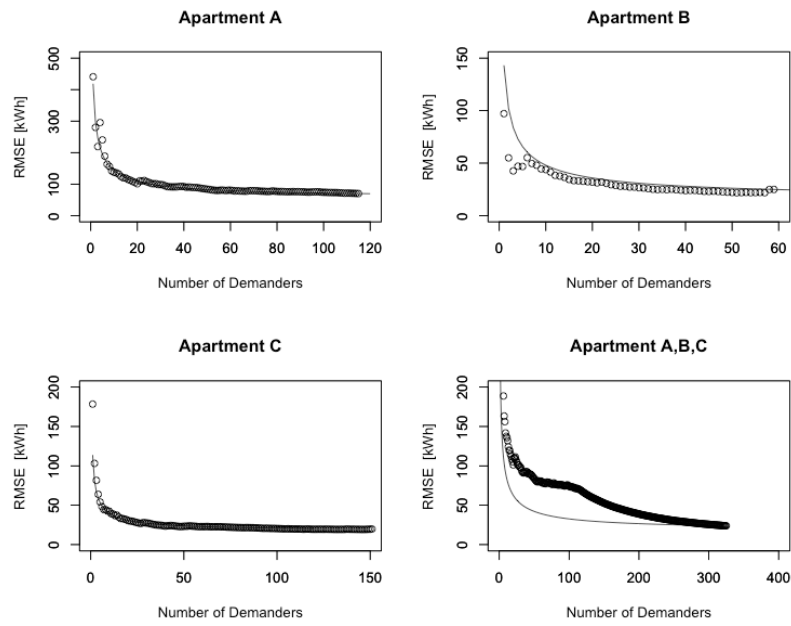 Apartment A
RMSE [kWh]
500
300
100
0
0 20 40 60 80 100 120
Number of Demanders
Apartment B
RMSE [kWh]
150
100
50
0
0 10 20 30 40 50 60
Number of Demanders
Apartment C
RMSE [kWh]
200
150
100
50
0
0 50 100 150
Number of Demanders
Apartment A,B,C
RMSE [kWh]
200
150
100
50
0
0 100 200 300 400
Number of Demanders